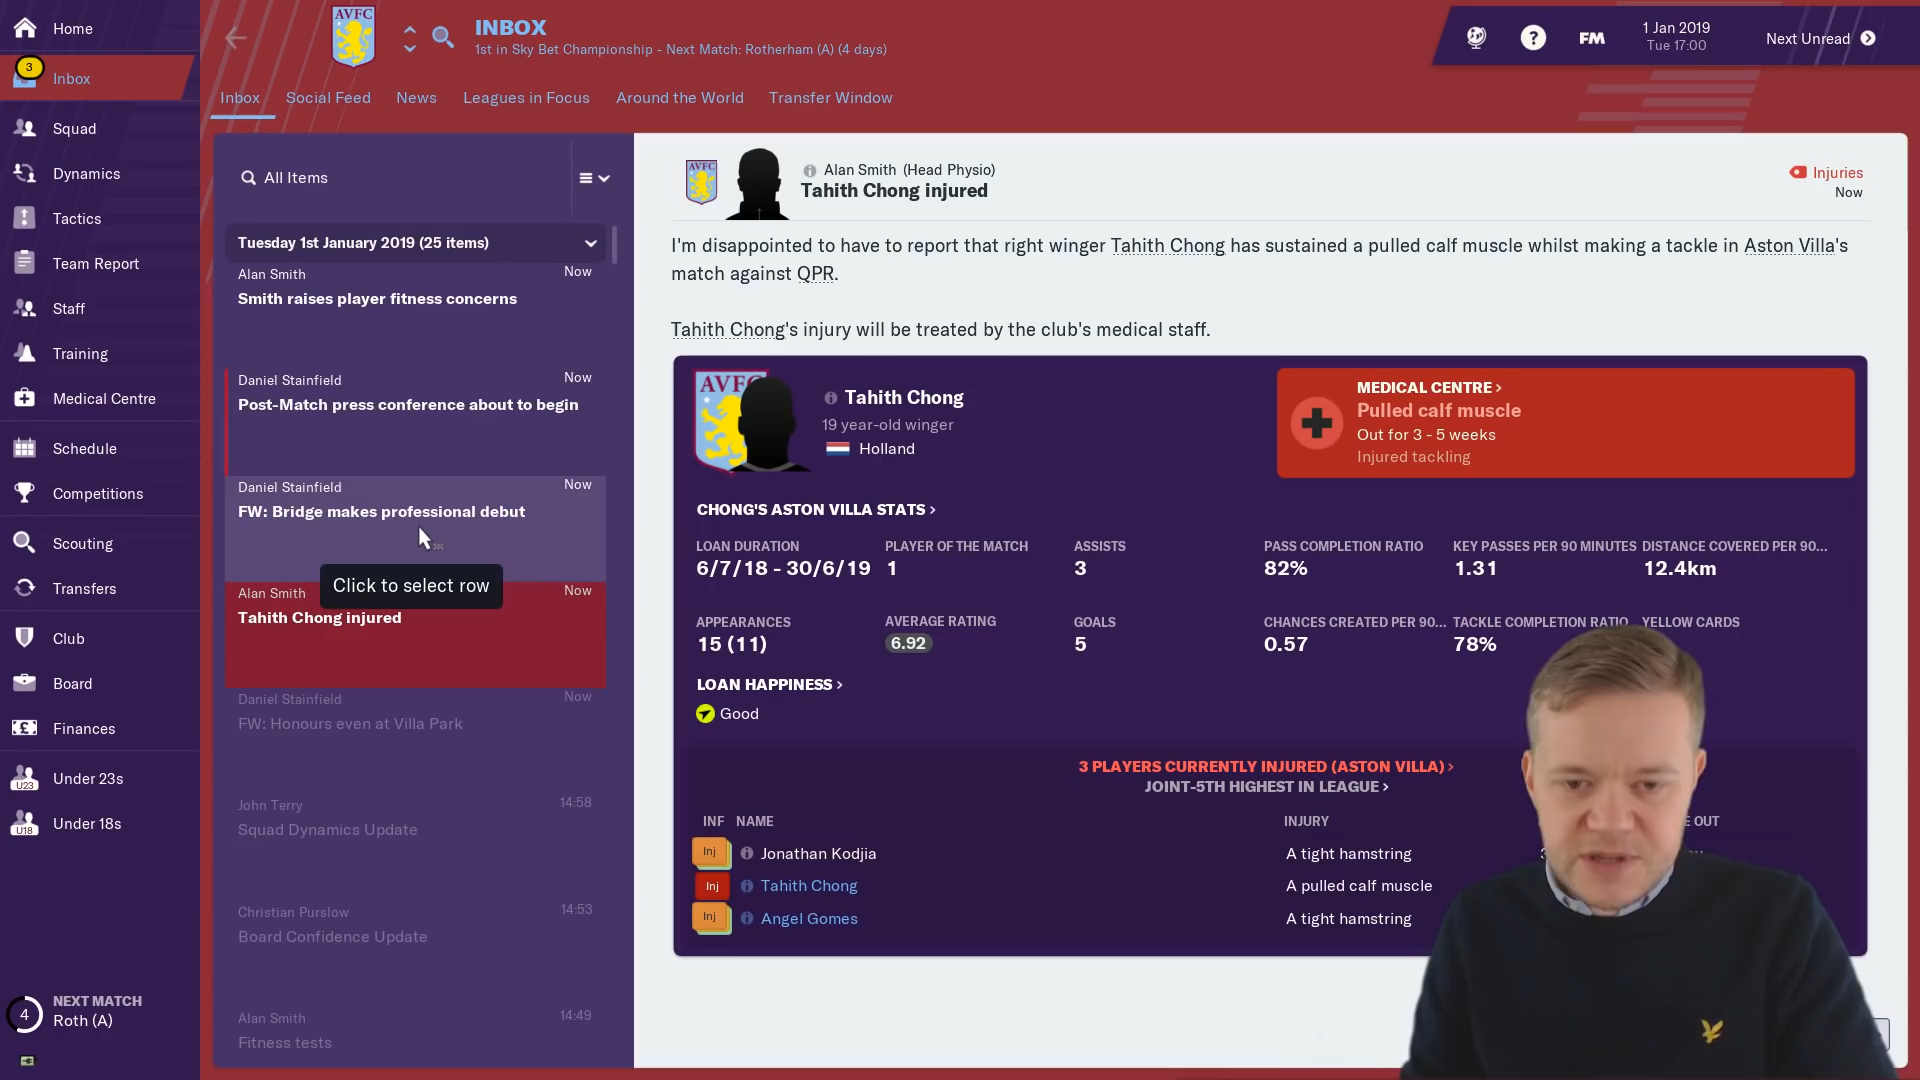 Home
3
Inbox
Squad
Dynamics
Tactics
Team Report
Staff
Training
Medical Centre
Schedule
Competitions
Scouting
Transfers
Club
Board
Finances
U23
Under 23s
U18
Under 18s
4
NEXT MATCH
Roth (A)
AVFC
INBOX
1st in Sky Bet Championship - Next Match: Rotherham (A) (4 days)
?
FM
1 Jan 2019
Tue 17:00
Next Unread
Inbox
Social Feed
News
Leagues in Focus
Around the World
Transfer Window
All Items
Tuesday 1st January 2019 (25 items)
Alan Smith
Now
Smith raises player fitness concerns
Daniel Stainfield
Now
Post-Match press conference about to begin
Daniel Stainfield
Now
FW: Bridge makes professional debut
Click to select row
Alan Smith
Now
Tahith Chong injured
Daniel Stainfield
Now
FW: Honours even at Villa Park
John Terry
14:58
Squad Dynamics Update
Christian Purslow
14:53
Board Confidence Update
Alan Smith
14:49
Fitness tests
AVFC
Alan Smith (Head Physio)
Tahith Chong injured
Injuries
Now
I'm disappointed to have to report that right winger Tahith Chong has sustained a pulled calf muscle whilst making a tackle in Aston Villa's
match against QPR.
Tahith Chong's injury will be treated by the club's medical staff.
AVFC
Tahith Chong
19 year-old winger
Holland
MEDICAL CENTRE >
Pulled calf muscle
Out for 3 - 5 weeks
Injured tackling
CHONG'S ASTON VILLA STATS >
LOAN DURATION
6/7/18 - 30/6/19
PLAYER OF THE MATCH
1
ASSISTS
3
PASS COMPLETION RATIO
82%
KEY PASSES PER 90 MINUTES
1.31
DISTANCE COVERED PER 90...
12.4km
APPEARANCES
15 (11)
AVERAGE RATING
6.92
GOALS
5
CHANCES CREATED PER 90...
0.57
TACKLE COMPLETION RATIO
78%
YELLOW CARDS
LOAN HAPPINESS >
Good
3 PLAYERS CURRENTLY INJURED (ASTON VILLA) >
JOINT-5TH HIGHEST IN LEAGUE >
INF
NAME
INJURY
OUT
Inj
Jonathan Kodjia
A tight hamstring
Inj
Tahith Chong
A pulled calf muscle
Inj
Angel Gomes
A tight hamstring